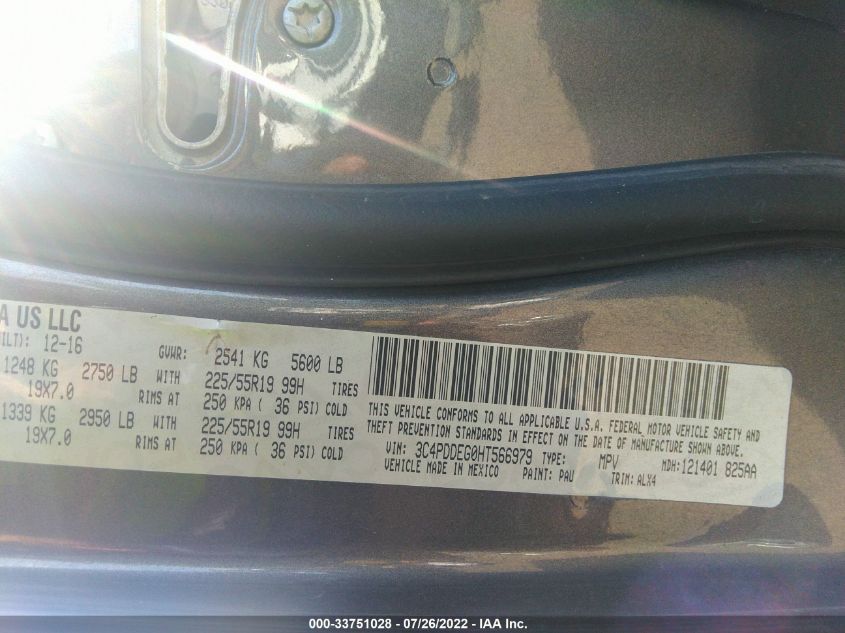 A US LLC
ILT): 12-16 GVWR: 2541 KG 5600 LB
1248 KG 2750 LB WITH 225/55R19 99H TIRES
19X7.0 RIMS AT 250 KPA ( 36 PSI) COLD
1339 KG 2950 LB WITH 225/55R19 99H TIRES
19X7.0 RIMS AT 250 KPA ( 36 PSI) COLD
THIS VEHICLE CONFORMS TO ALL APPLICABLE U.S.A. FEDERAL MOTOR VEHICLE SAFETY AND
THEFT PREVENTION STANDARDS IN EFFECT ON THE DATE OF MANUFACTURE SHOWN ABOVE.
VIN: 3C4PDDEG0HT566979 TYPE: MPV MDH:121401 825AA
VEHICLE MADE IN MEXICO PAINT: PAU TRIM: ALX4
000-33751028 - 07/26/2022 - IAA Inc.